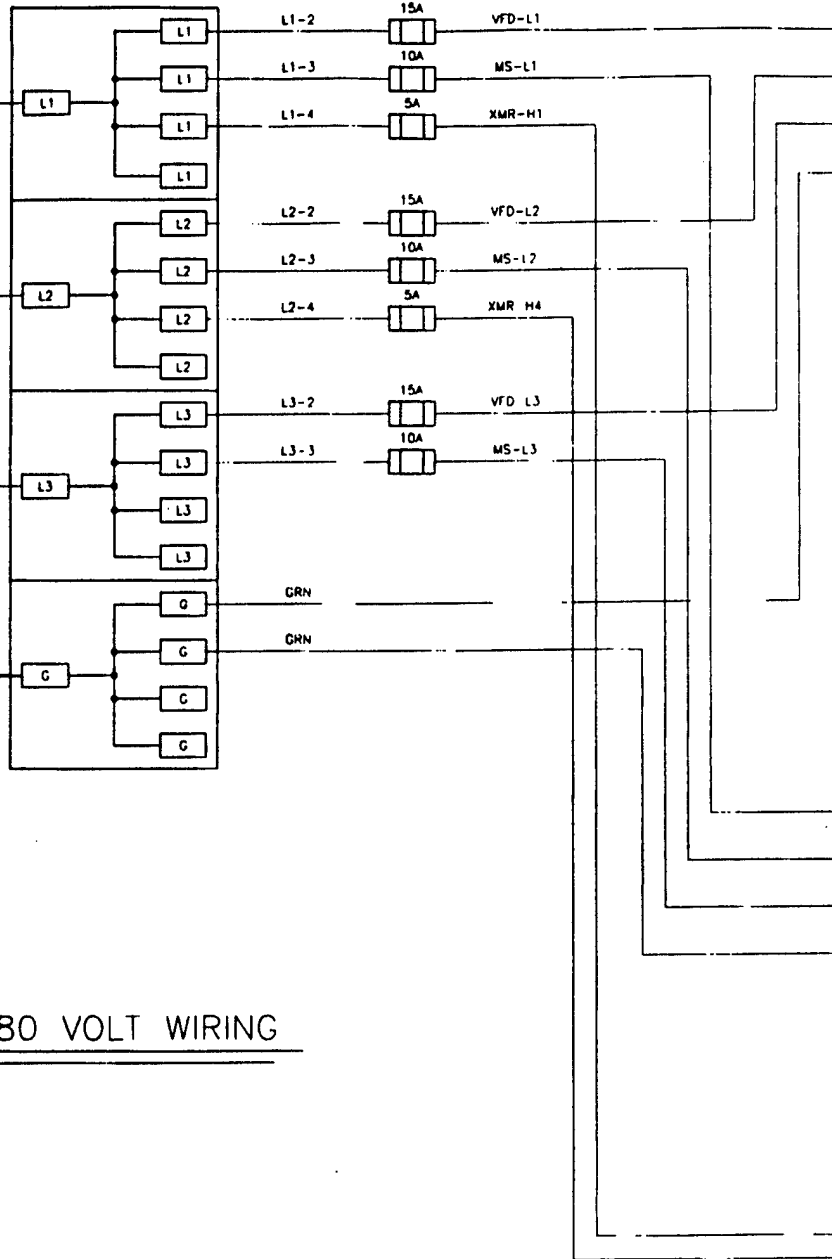 15A
L1 L1-2 VFD-L1
10A
L1 L1-3 MS-L1
L1
5A
L1 L1-4 XMR-H1
L1
15A
L2 L2-2 VFD-L2
10A
L2 L2-3 MS-L2
L2
5A
L2 L2-4 XMR H4
L2
15A
L3 L3-2 VFD L3
10A
L3 L3-3 MS-L3
L3
L3
L3
G GRN
G GRN
G
G
G
80 VOLT WIRING